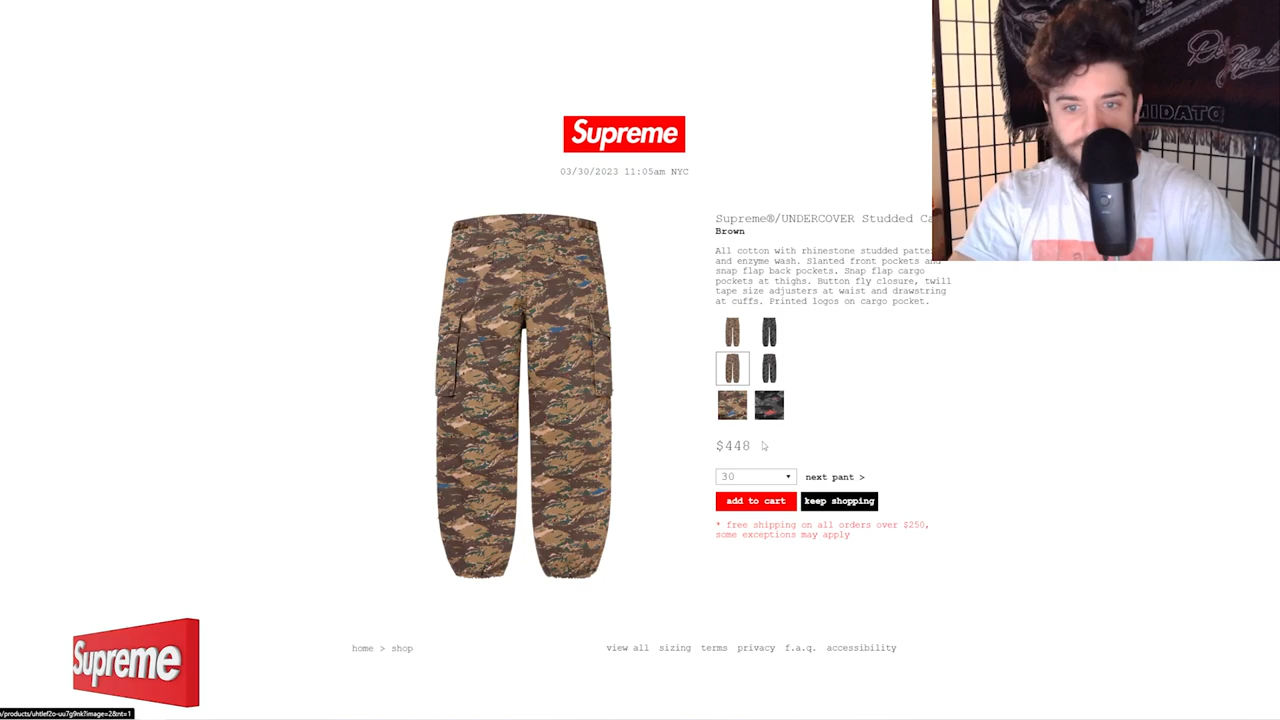 Supreme
03/30/2023 11:05am NYC
Supreme®/UNDERCOVER Studded
Brown
All cotton with rhinestone studded
and enzyme wash. Slanted front pockets and
snap flap back pockets. Snap flap cargo
pockets at thighs. Button fly closure, twill
tape size adjusters at waist and drawstring
at cuffs. Printed logos on cargo pocket.
$448
30
next pant >
add to cart
keep shopping
* free shipping on all orders over $250,
some exceptions may apply
Supreme
home > shop
view all sizing terms privacy f.a.q. accessibility